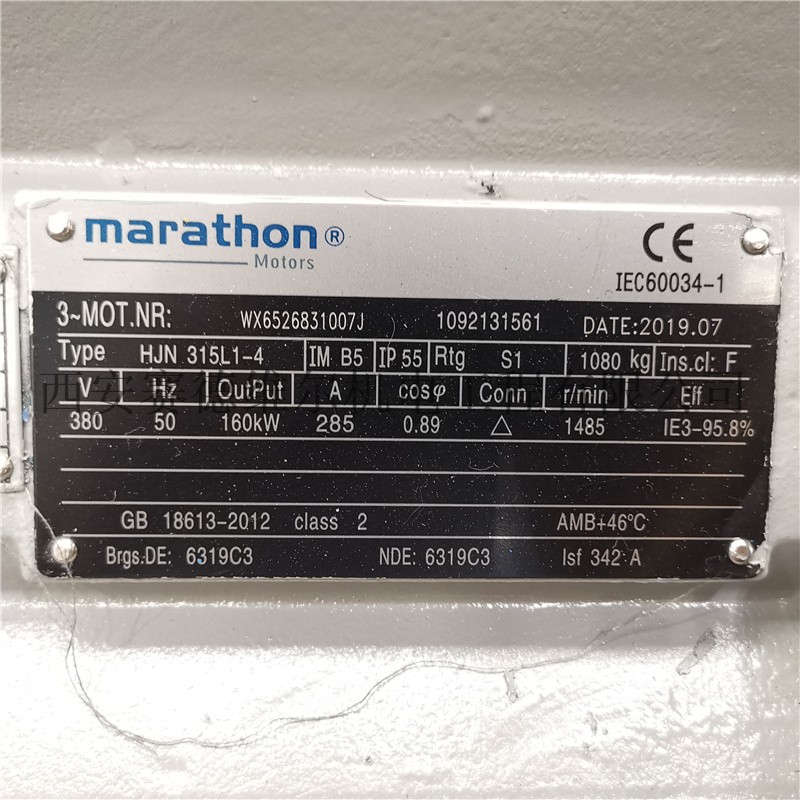 marathon®
Motors
CE
IEC60034-1
3~MOT.NR: WX6526831007J 1092131561 DATE:2019.07
Type HJN 315L1-4 IM B5 IP 55 Rtg S1 1080 kg Ins.cl: F
V Hz OutPut A cosφ Conn r/min Eff
380 50 160kW 285 0.89 △ 1485 IE3-95.8%
GB 18613-2012 class 2 AMB+46°C
Brgs.DE: 6319C3 NDE: 6319C3 Isf 342 A